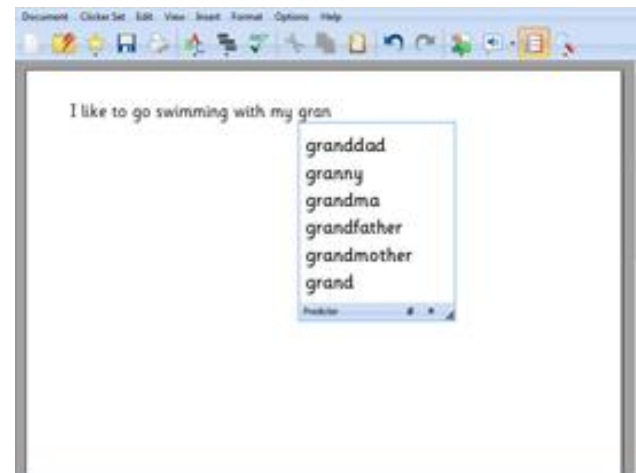 Document Clicker Set Edit View Insert Format Options Help
I like to go swimming with my gran
granddad
granny
grandma
grandfather
grandmother
grand
Predictor